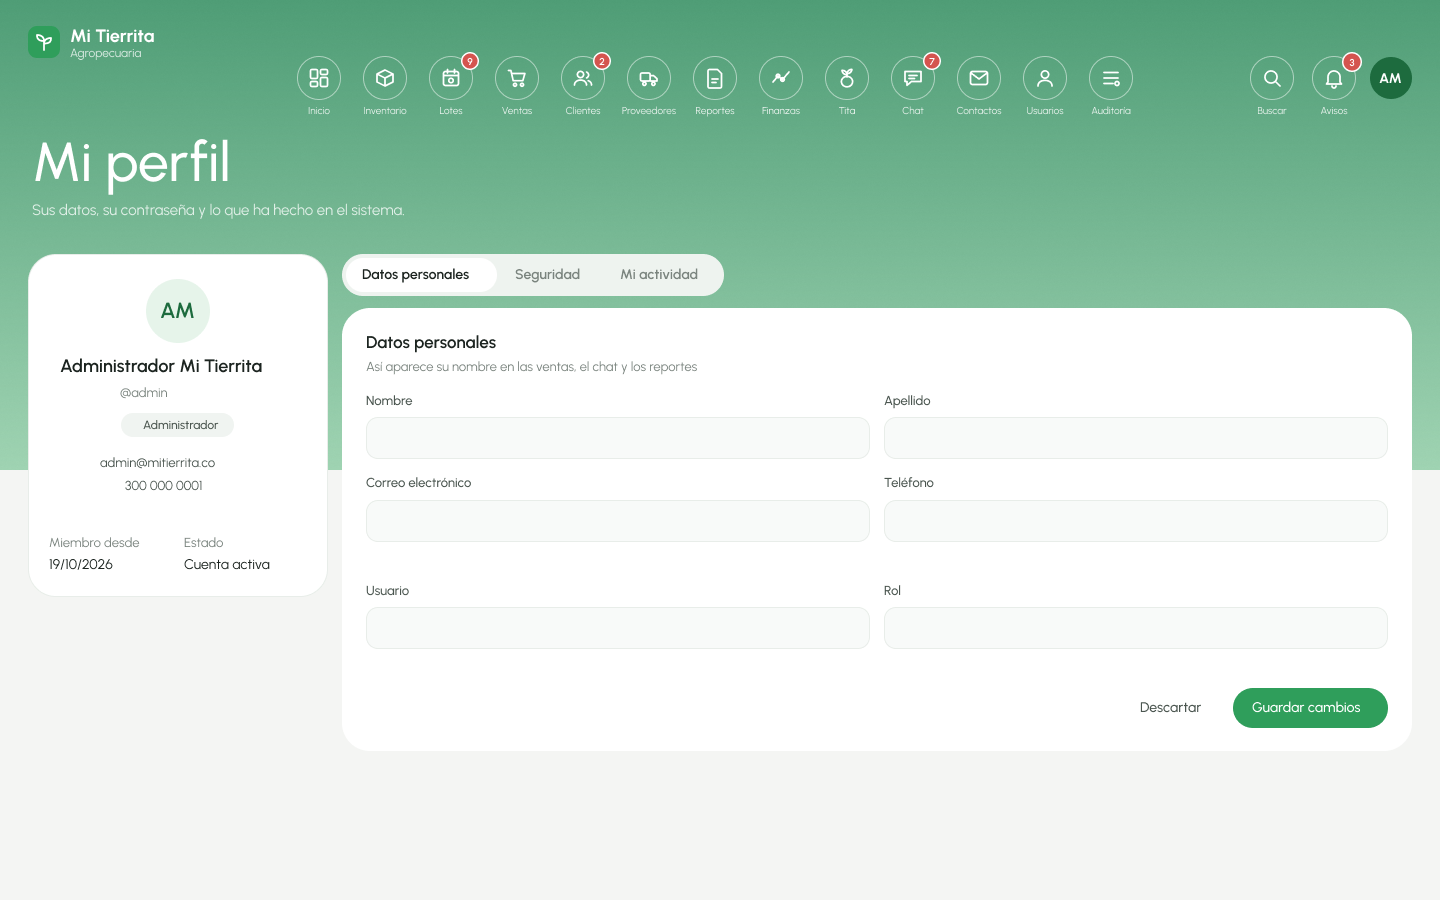 Mi Tierrita
Agropecuaria
9
2
7
3
AM
Inicio
Inventario
Lotes
Ventas
Clientes
Proveedores
Reportes
Finanzas
Tita
Chat
Contactos
Usuarios
Auditoría
Buscar
Avisos
Mi perfil
Sus datos, su contraseña y lo que ha hecho en el sistema.
AM
Administrador Mi Tierrita
@admin
Administrador
admin@mitierrita.co
300 000 0001
Miembro desde
19/10/2026
Estado
Cuenta activa
Datos personales
Seguridad
Mi actividad
Datos personales
Así aparece su nombre en las ventas, el chat y los reportes
Nombre
Apellido
Correo electrónico
Teléfono
Usuario
Rol
Descartar
Guardar cambios